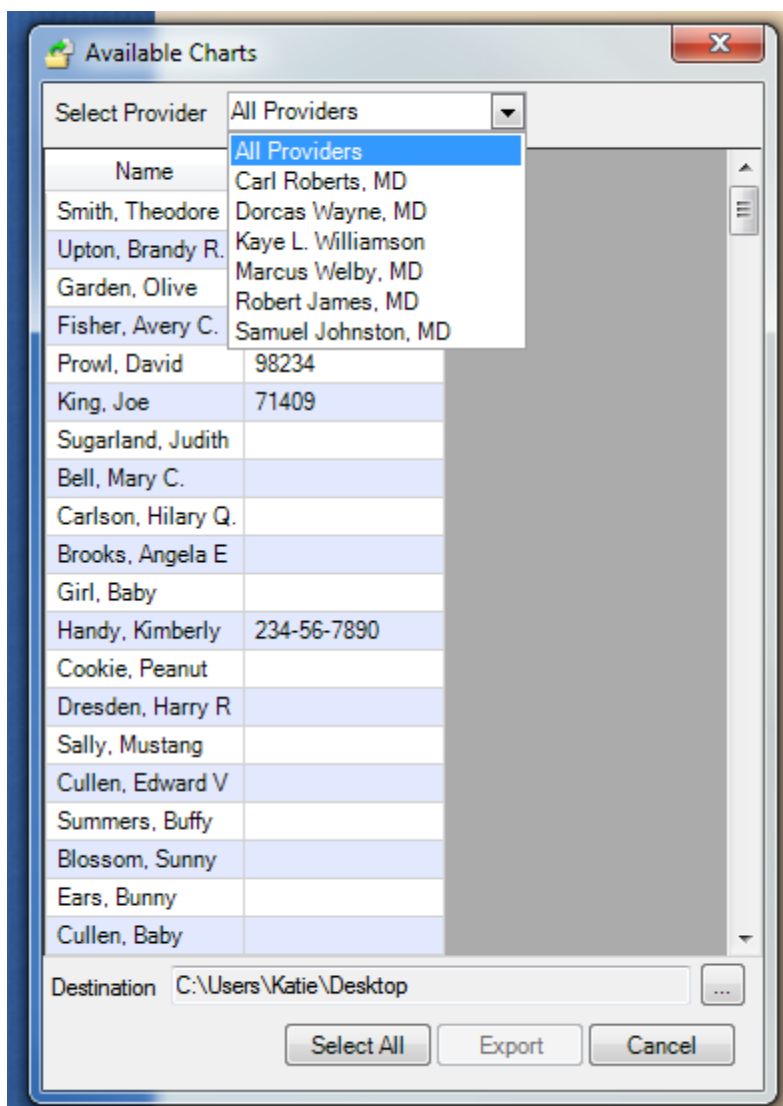 Available Charts
Select Provider All Providers
All Providers
Carl Roberts, MD
Dorcas Wayne, MD
Kaye L. Williamson
Marcus Welby, MD
Robert James, MD
Samuel Johnston, MD
Name
Smith, Theodore
Upton, Brandy R.
Garden, Olive
Fisher, Avery C.
Prowl, David 98234
King, Joe 71409
Sugarland, Judith
Bell, Mary C.
Carlson, Hilary Q.
Brooks, Angela E
Girl, Baby
Handy, Kimberly 234-56-7890
Cookie, Peanut
Dresden, Harry R
Sally, Mustang
Cullen, Edward V
Summers, Buffy
Blossom, Sunny
Ears, Bunny
Cullen, Baby
Destination C:\Users\Katie\Desktop ...
Select All Export Cancel